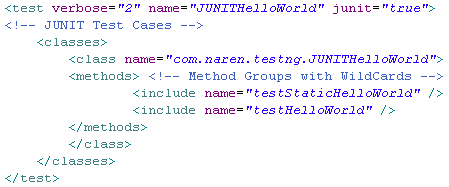 <test verbose="2" name="JUNITHelloWorld" junit="true">
<!-- JUNIT Test Cases -->
<classes>
<class name="com.naren.testng.JUNITHelloWorld">
<methods> <!-- Method Groups with WildCards -->
<include name="testStaticHelloWorld" />
<include name="testHelloWorld" />
</methods>
</class>
</classes>
</test>